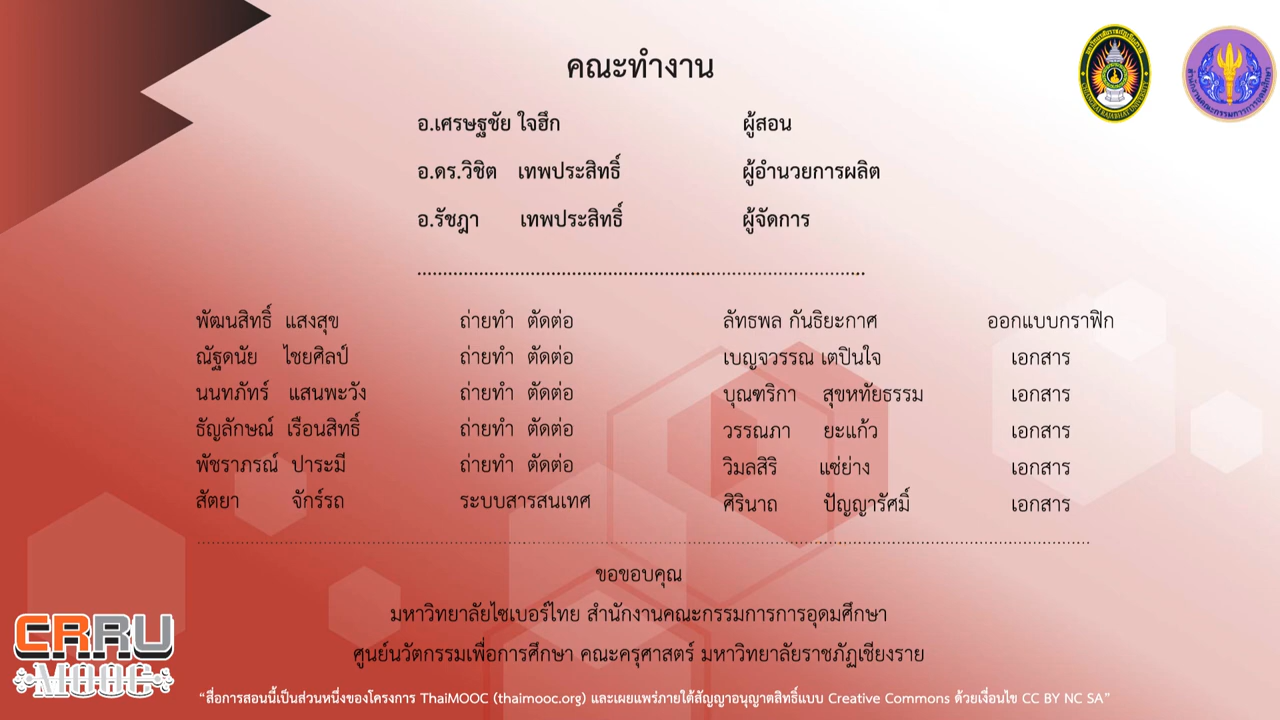 คณะทำงาน
อ.เศรษฐชัย ใจฮึก ผู้สอน
อ.ดร.วิชิต เทพประสิทธิ์ ผู้อำนวยการผลิต
อ.รัชฎา เทพประสิทธิ์ ผู้จัดการ
พัฒนสิทธิ์ แสงสุข ถ่ายทำ ตัดต่อ ลัทธพล กันธิยะกาศ ออกแบบกราฟิก
ณัฐดนัย ไชยศิลป์ ถ่ายทำ ตัดต่อ เบญจวรรณ เตปินใจ เอกสาร
นนทภัทร์ แสนพะวัง ถ่ายทำ ตัดต่อ บุณฑริกา สุขหทัยธรรม เอกสาร
ธัญลักษณ์ เรือนสิทธิ์ ถ่ายทำ ตัดต่อ วรรณภา ยะแก้ว เอกสาร
พัชราภรณ์ ปาระมี ถ่ายทำ ตัดต่อ วิมลสิริ แซ่ย่าง เอกสาร
สัตยา จักร์รถ ระบบสารสนเทศ ศิรินาถ ปัญญารัศมิ์ เอกสาร
ขอขอบคุณ
มหาวิทยาลัยไซเบอร์ไทย สำนักงานคณะกรรมการการอุดมศึกษา
ศูนย์นวัตกรรมเพื่อการศึกษา คณะครุศาสตร์ มหาวิทยาลัยราชภัฏเชียงราย
CRRU
MOOC
“สื่อการสอนนี้เป็นส่วนหนึ่งของโครงการ ThaiMOOC (thaimooc.org) และเผยแพร่ภายใต้สัญญาอนุญาตสิทธิ์แบบ Creative Commons ด้วยเงื่อนไข CC BY NC SA”